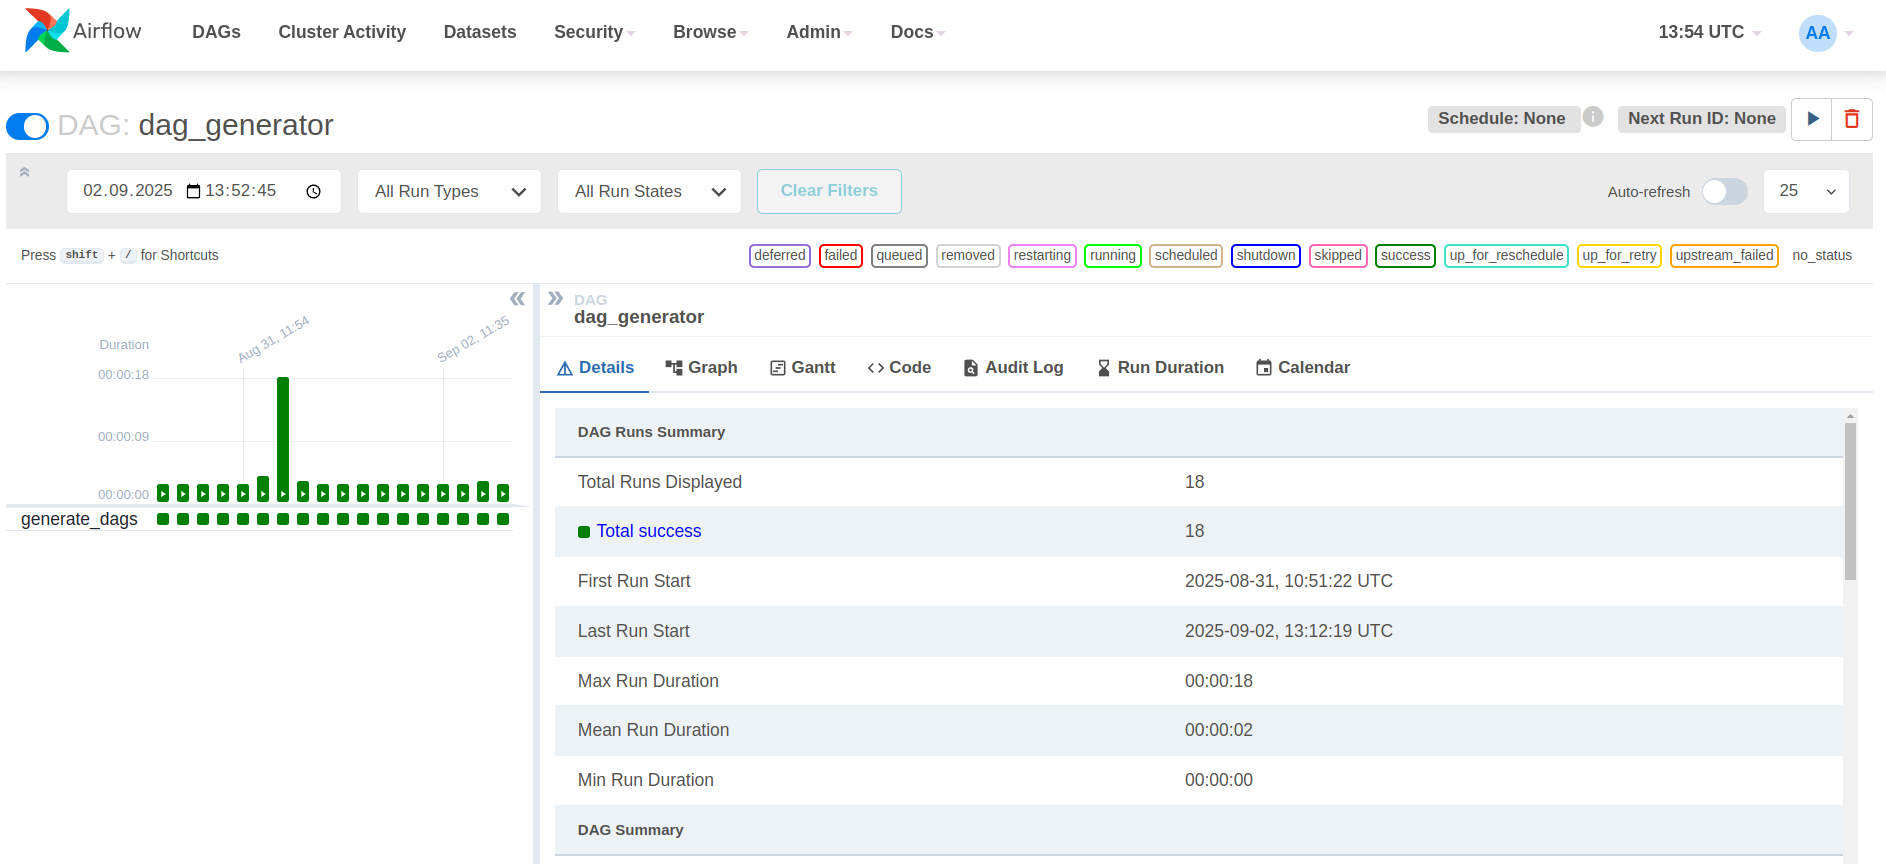 Airflow DAGs Cluster Activity Datasets Security Browse Admin Docs 13:54 UTC AA
DAG: dag_generator Schedule: None i Next Run ID: None
02.09.2025 13:52:45 All Run Types All Run States Clear Filters Auto-refresh 25
Press shift + / for Shortcuts deferred failed queued removed restarting running scheduled shutdown skipped success up_for_reschedule up_for_retry upstream_failed no_status
Duration
Aug 31, 11:54
Sep 02, 11:35
00:00:18
00:00:09
00:00:00
generate_dags
DAG
dag_generator
Details Graph Gantt Code Audit Log Run Duration Calendar
DAG Runs Summary
Total Runs Displayed 18
Total success 18
First Run Start 2025-08-31, 10:51:22 UTC
Last Run Start 2025-09-02, 13:12:19 UTC
Max Run Duration 00:00:18
Mean Run Duration 00:00:02
Min Run Duration 00:00:00
DAG Summary